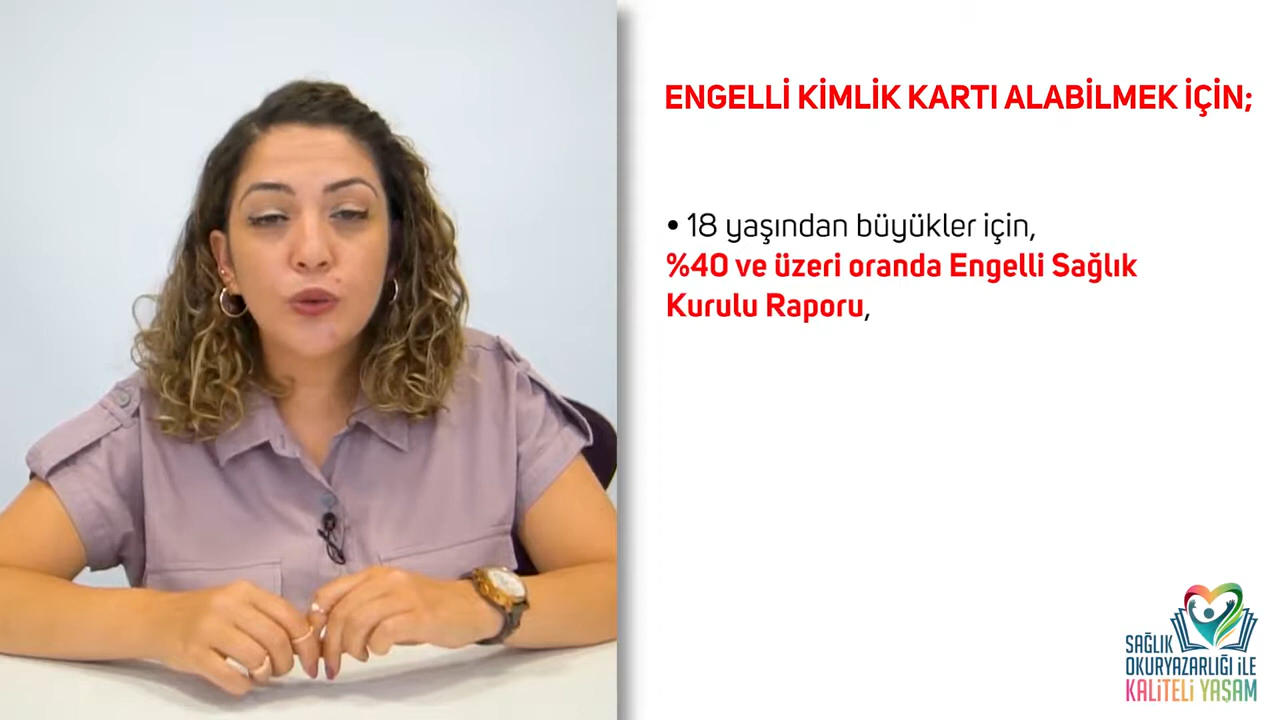 ENGELLİ KİMLİK KARTI ALABİLMEK İÇİN;
• 18 yaşından büyükler için,
%40 ve üzeri oranda Engelli Sağlık
Kurulu Raporu,
SAĞLIK
OKURYAZARLIĞI İLE
KALİTELİ YAŞAM